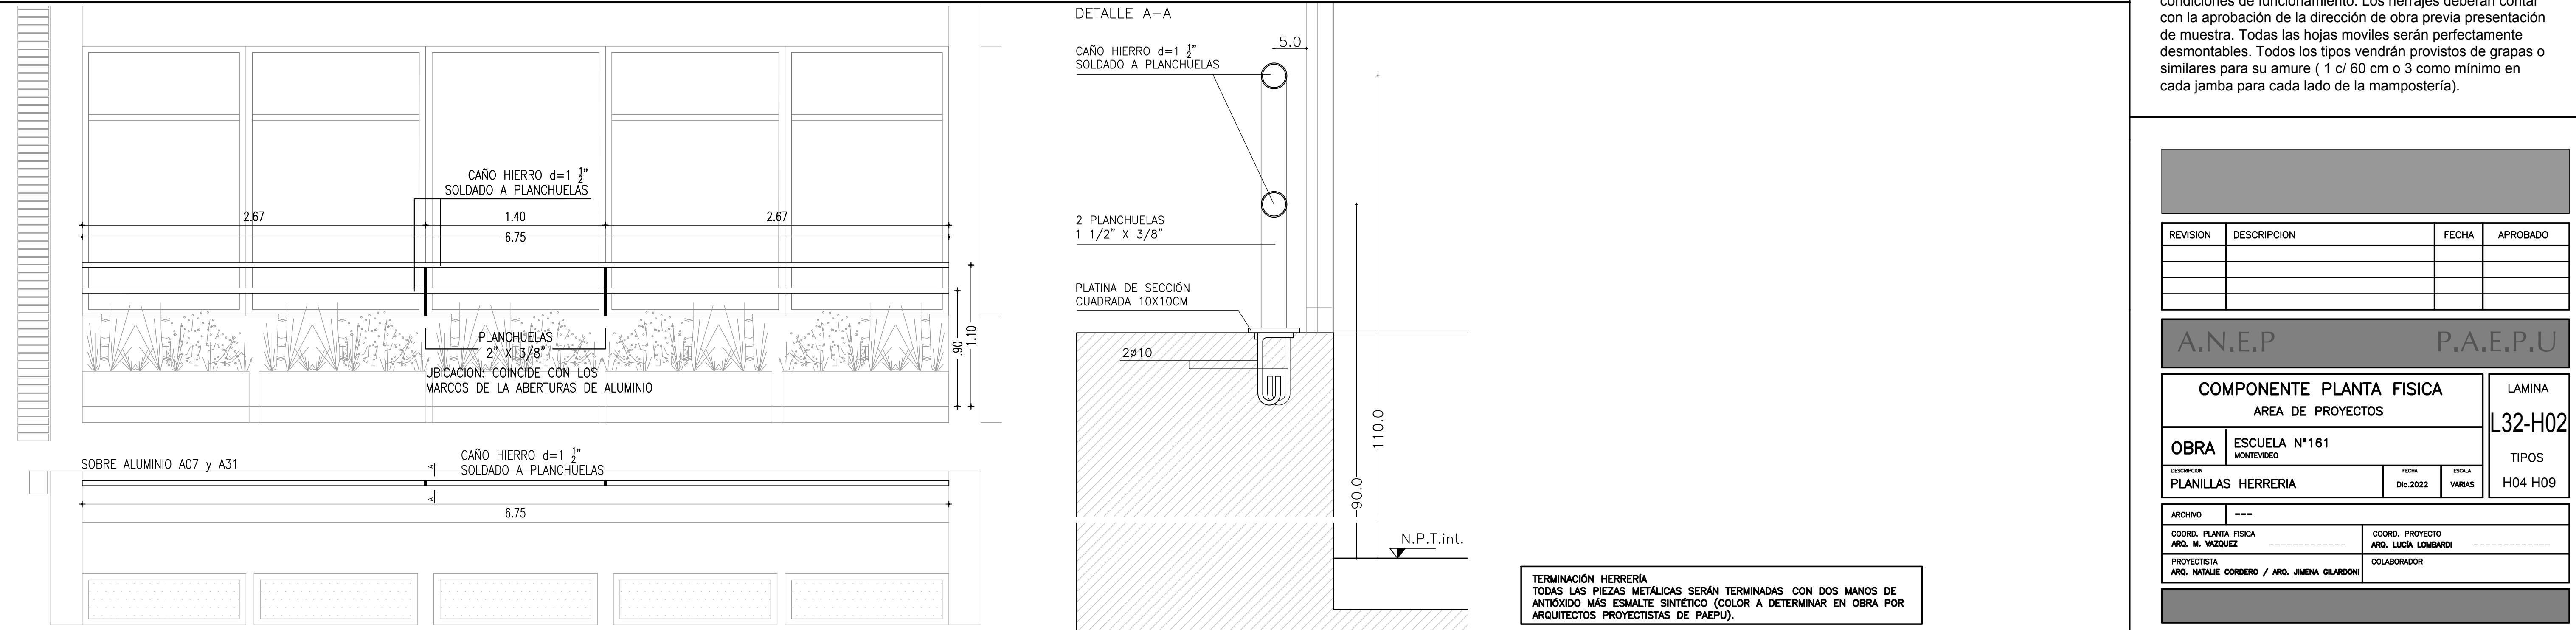 CAÑO HIERRO d=1 1/2"
SOLDADO A PLANCHUELAS
2.67
1.40
2.67
6.75
.90
1.10
PLANCHUELAS
2" X 3/8"
UBICACION: COINCIDE CON LOS
MARCOS DE LA ABERTURAS DE ALUMINIO
SOBRE ALUMINIO A07 y A31
A
CAÑO HIERRO d=1 1/2"
SOLDADO A PLANCHUELAS
A
6.75
DETALLE A-A
5.0
CAÑO HIERRO d=1 1/2"
SOLDADO A PLANCHUELAS
2 PLANCHUELAS
1 1/2" X 3/8"
PLATINA DE SECCIÓN
CUADRADA 10X10CM
2ø10
110.0
90.0
N.P.T.int.
TERMINACIÓN HERRERÍA
TODAS LAS PIEZAS METÁLICAS SERÁN TERMINADAS CON DOS MANOS DE
ANTIÓXIDO MÁS ESMALTE SINTÉTICO (COLOR A DETERMINAR EN OBRA POR
ARQUITECTOS PROYECTISTAS DE PAEPU).
condiciones de funcionamiento. Los herrajes deberán contar
con la aprobación de la dirección de obra previa presentación
de muestra. Todas las hojas moviles serán perfectamente
desmontables. Todos los tipos vendrán provistos de grapas o
similares para su amure ( 1 c/ 60 cm o 3 como mínimo en
cada jamba para cada lado de la mampostería).
REVISION DESCRIPCION FECHA APROBADO
A.N.E.P P.A.E.P.U
COMPONENTE PLANTA FISICA
AREA DE PROYECTOS
LAMINA
L32-H02
OBRA
ESCUELA Nº161
MONTEVIDEO
TIPOS
H04 H09
DESCRIPCION
PLANILLAS HERRERIA
FECHA
Dic.2022
ESCALA
VARIAS
ARCHIVO ---
COORD. PLANTA FISICA
ARQ. M. VAZQUEZ
COORD. PROYECTO
ARQ. LUCÍA LOMBARDI
PROYECTISTA
ARQ. NATALIE CORDERO / ARQ. JIMENA GILARDONI
COLABORADOR